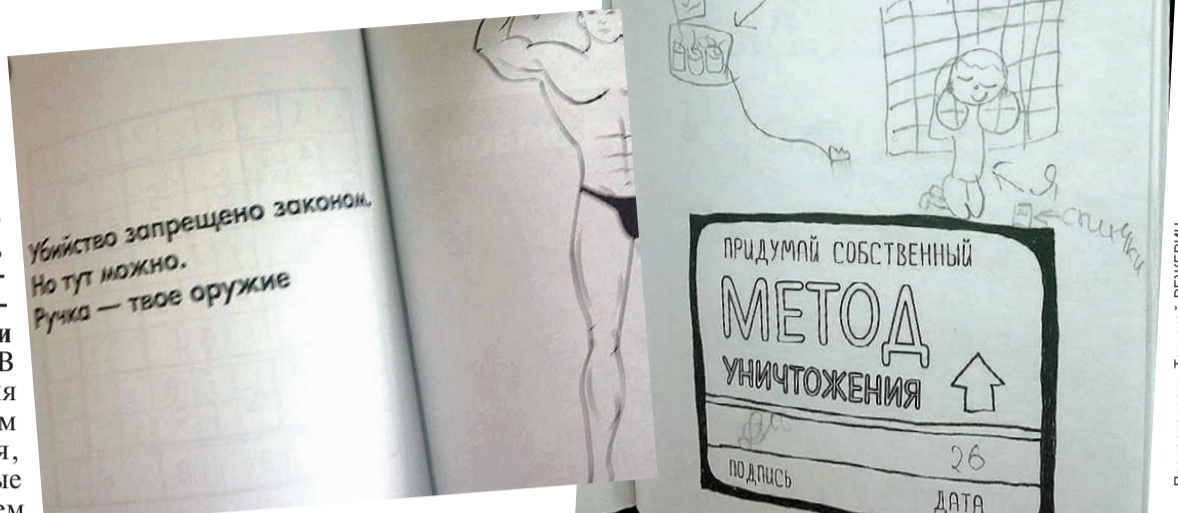 и
В
Убийство запрещено законом.
Но тут можно.
Ручка — твое оружие
Я
спички
ПРИДУМАЙ СОБСТВЕННЫЙ
МЕТОД
УНИЧТОЖЕНИЯ
26
ПОДПИСЬ
ДАТА